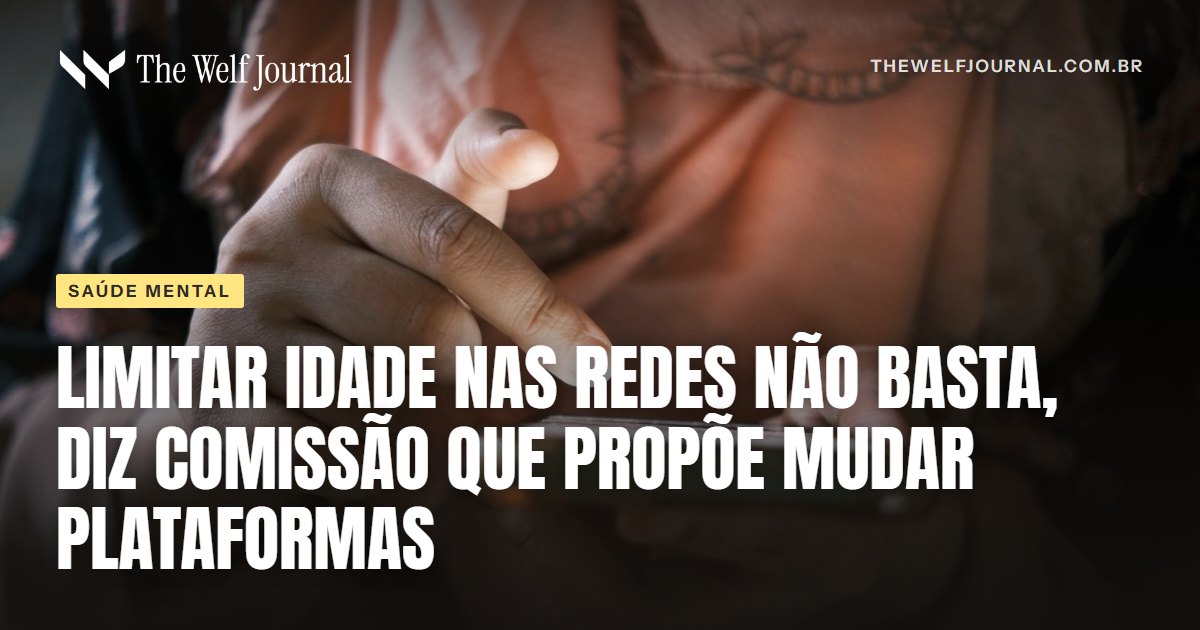 The Welf Journal
THEWELFJOURNAL.COM.BR
SAÚDE MENTAL
LIMITAR IDADE NAS REDES NÃO BASTA,
DIZ COMISSÃO QUE PROPÕE MUDAR
PLATAFORMAS